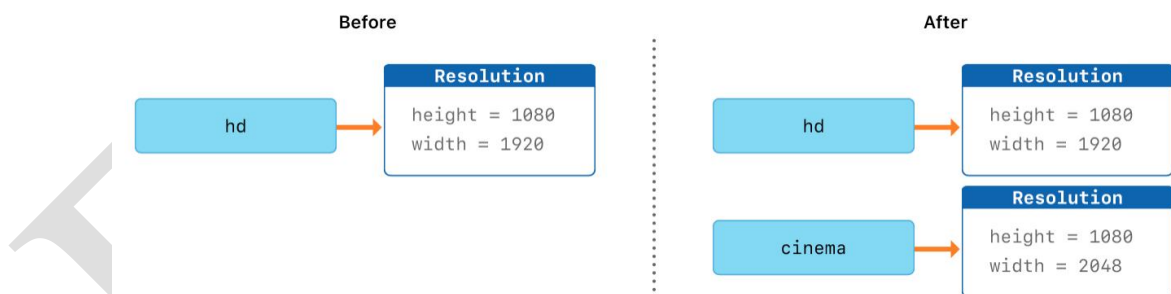 Before
Resolution
hd
height = 1080
width = 1920
After
Resolution
hd
height = 1080
width = 1920
Resolution
cinema
height = 1080
width = 2048